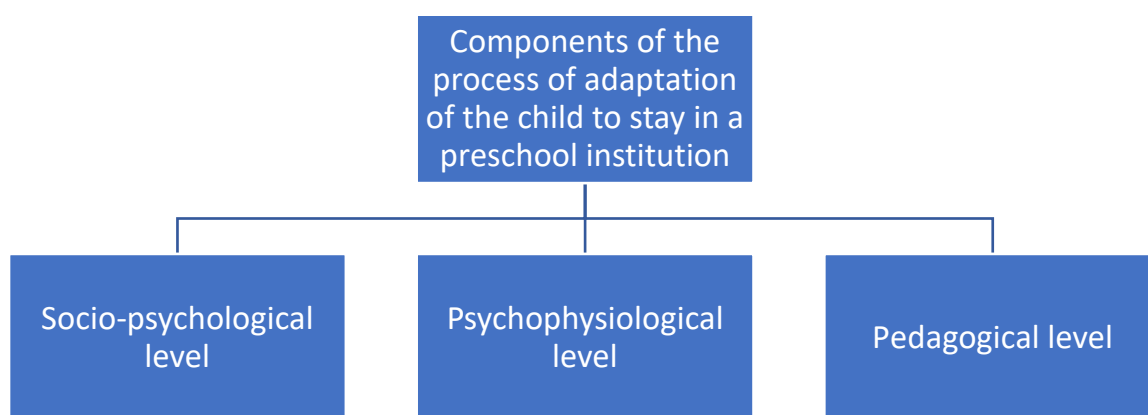 Components of the
process of adaptation
of the child to stay in a
preschool institution
Socio-psychological
level
Psychophysiological
level
Pedagogical level